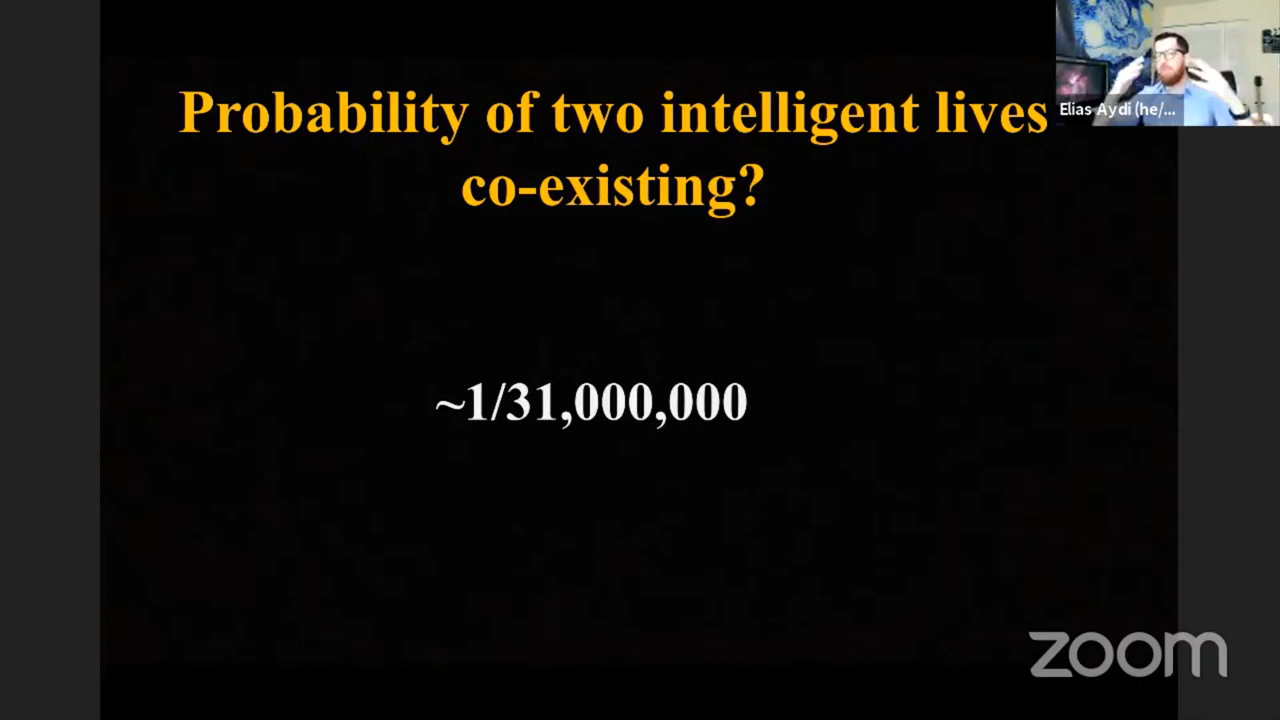 Probability of two intelligent lives
co-existing?
Elias Aydi (he/...
~1/31,000,000
zoom